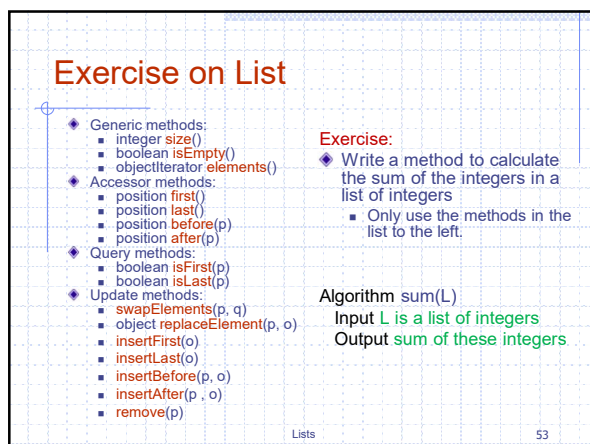 Exercise on List
Generic methods:
integer size()
boolean isEmpty()
objectIterator elements()
Accessor methods:
position first()
position last()
position before(p)
position after(p)
Query methods:
boolean isFirst(p)
boolean isLast(p)
Update methods:
swapElements(p, q)
object replaceElement(p, o)
insertFirst(o)
insertLast(o)
insertBefore(p, o)
insertAfter(p , o)
remove(p)
Exercise:
Write a method to calculate
the sum of the integers in a
list of integers
Only use the methods in the
list to the left.
Algorithm sum(L)
Input L is a list of integers
Output sum of these integers
Lists
53